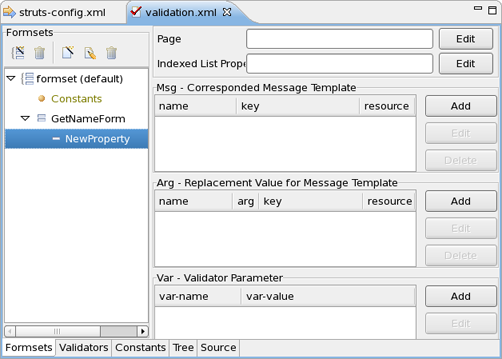 struts-config.xml validation.xml
Formsets
formset (default)
Constants
GetNameForm
NewProperty
Page Edit
Indexed List Prope Edit
Msg - Corresponded Message Template
name key resource Add
Edit
Delete
Arg - Replacement Value for Message Template
name arg key resource Add
Edit
Delete
Var - Validator Parameter
var-name var-value Add
Edit
Formsets Validators Constants Tree Source